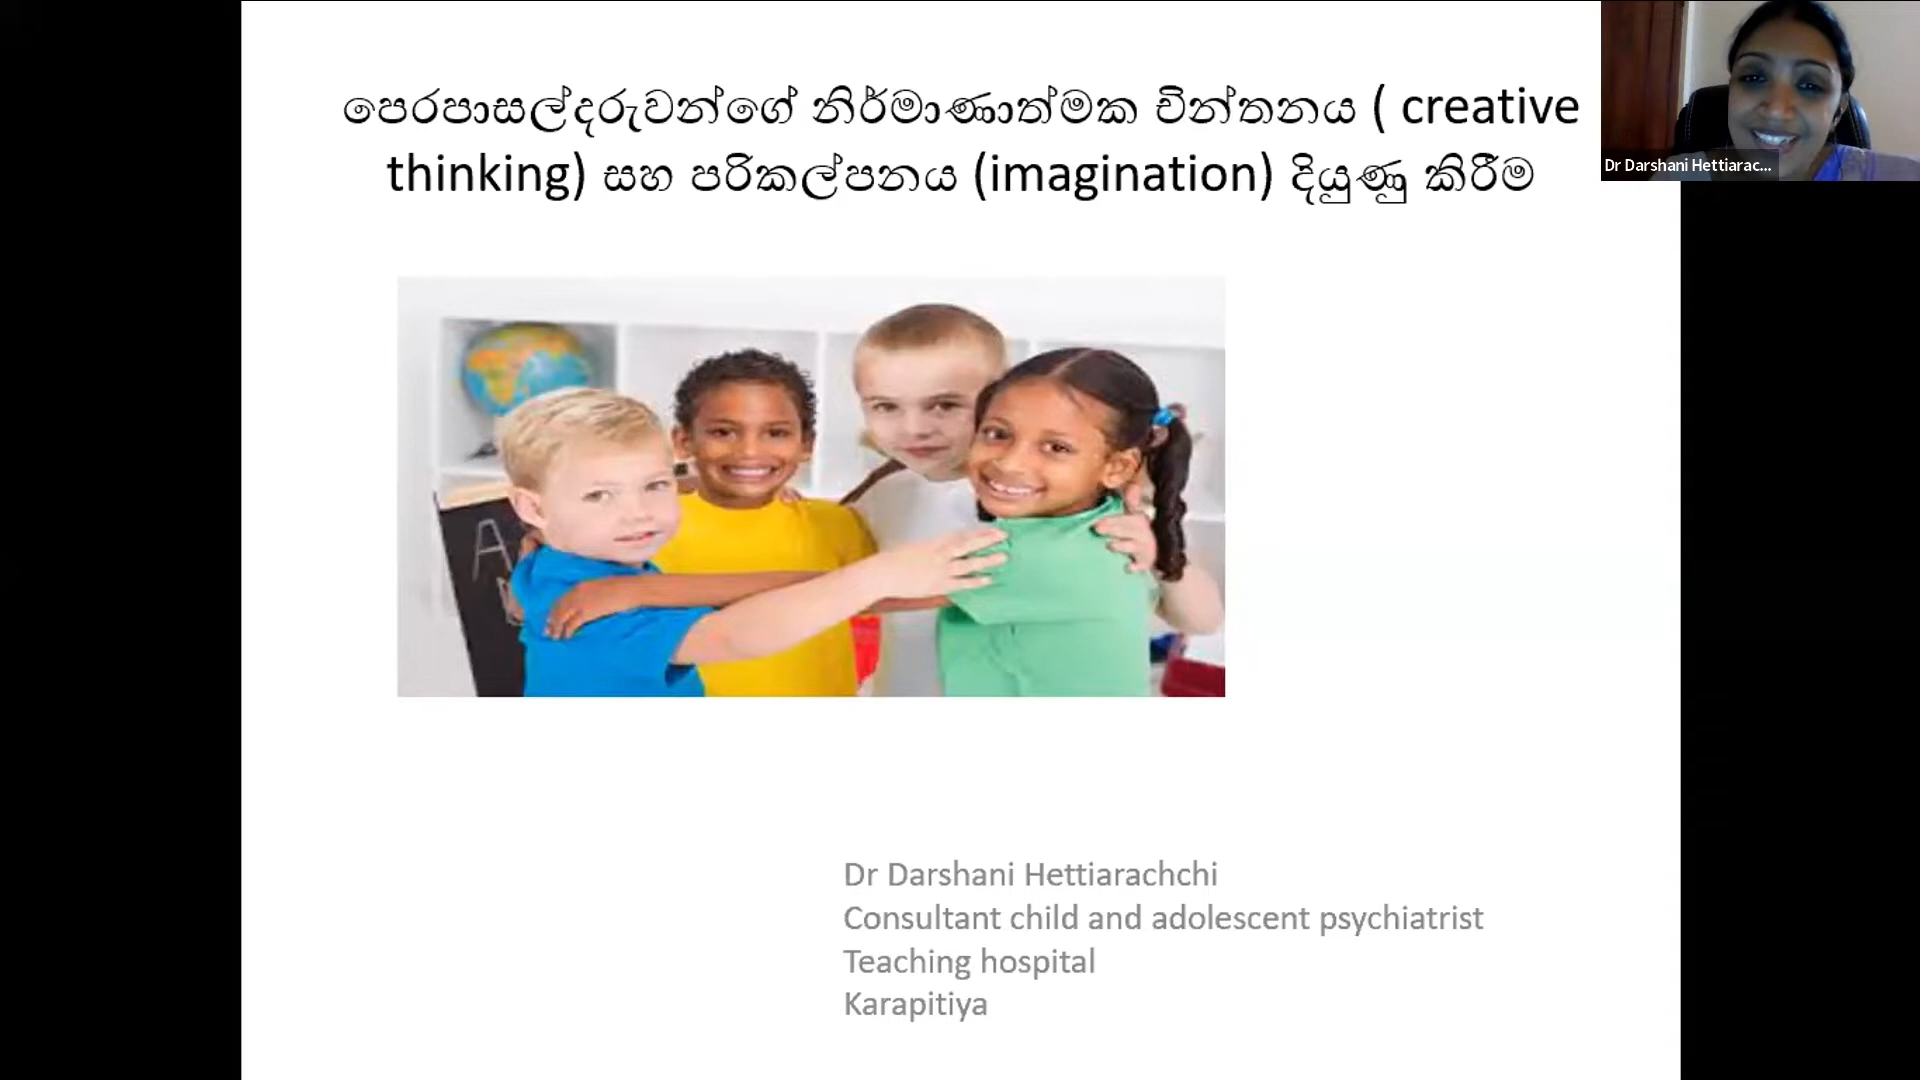 පෙරපාසල්දරුවන්ගේ නිර්මාණාත්මක චින්තනය ( creative
thinking) සහ පරිකල්පනය (imagination) දියුණු කිරීම
Dr Darshani Hettiarac...
A
Dr Darshani Hettiarachchi
Consultant child and adolescent psychiatrist
Teaching hospital
Karapitiya